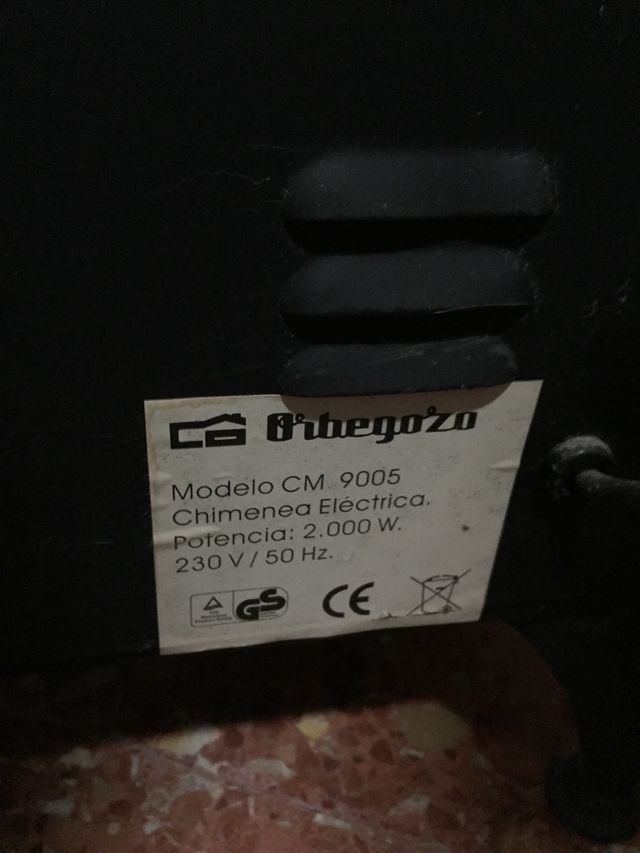 Orbegozo
Modelo CM 9005
Chimenea Eléctrica.
Potencia: 2.000 W.
230 V / 50 Hz.
GS
CE